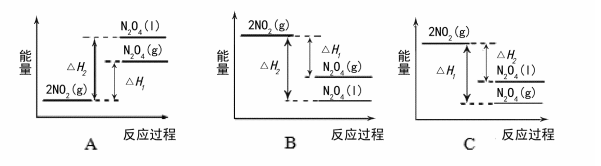 能量
N₂O₄(l)
N₂O₄(g)
△H₂
△H₁
2NO₂(g)
反应过程
A
能量
2NO₂(g)
△H₁
△H₂
N₂O₄(g)
N₂O₄(l)
反应过程
B
能量
2NO₂(g)
△H₂
△H₁
N₂O₄(l)
N₂O₄(g)
反应过程
C